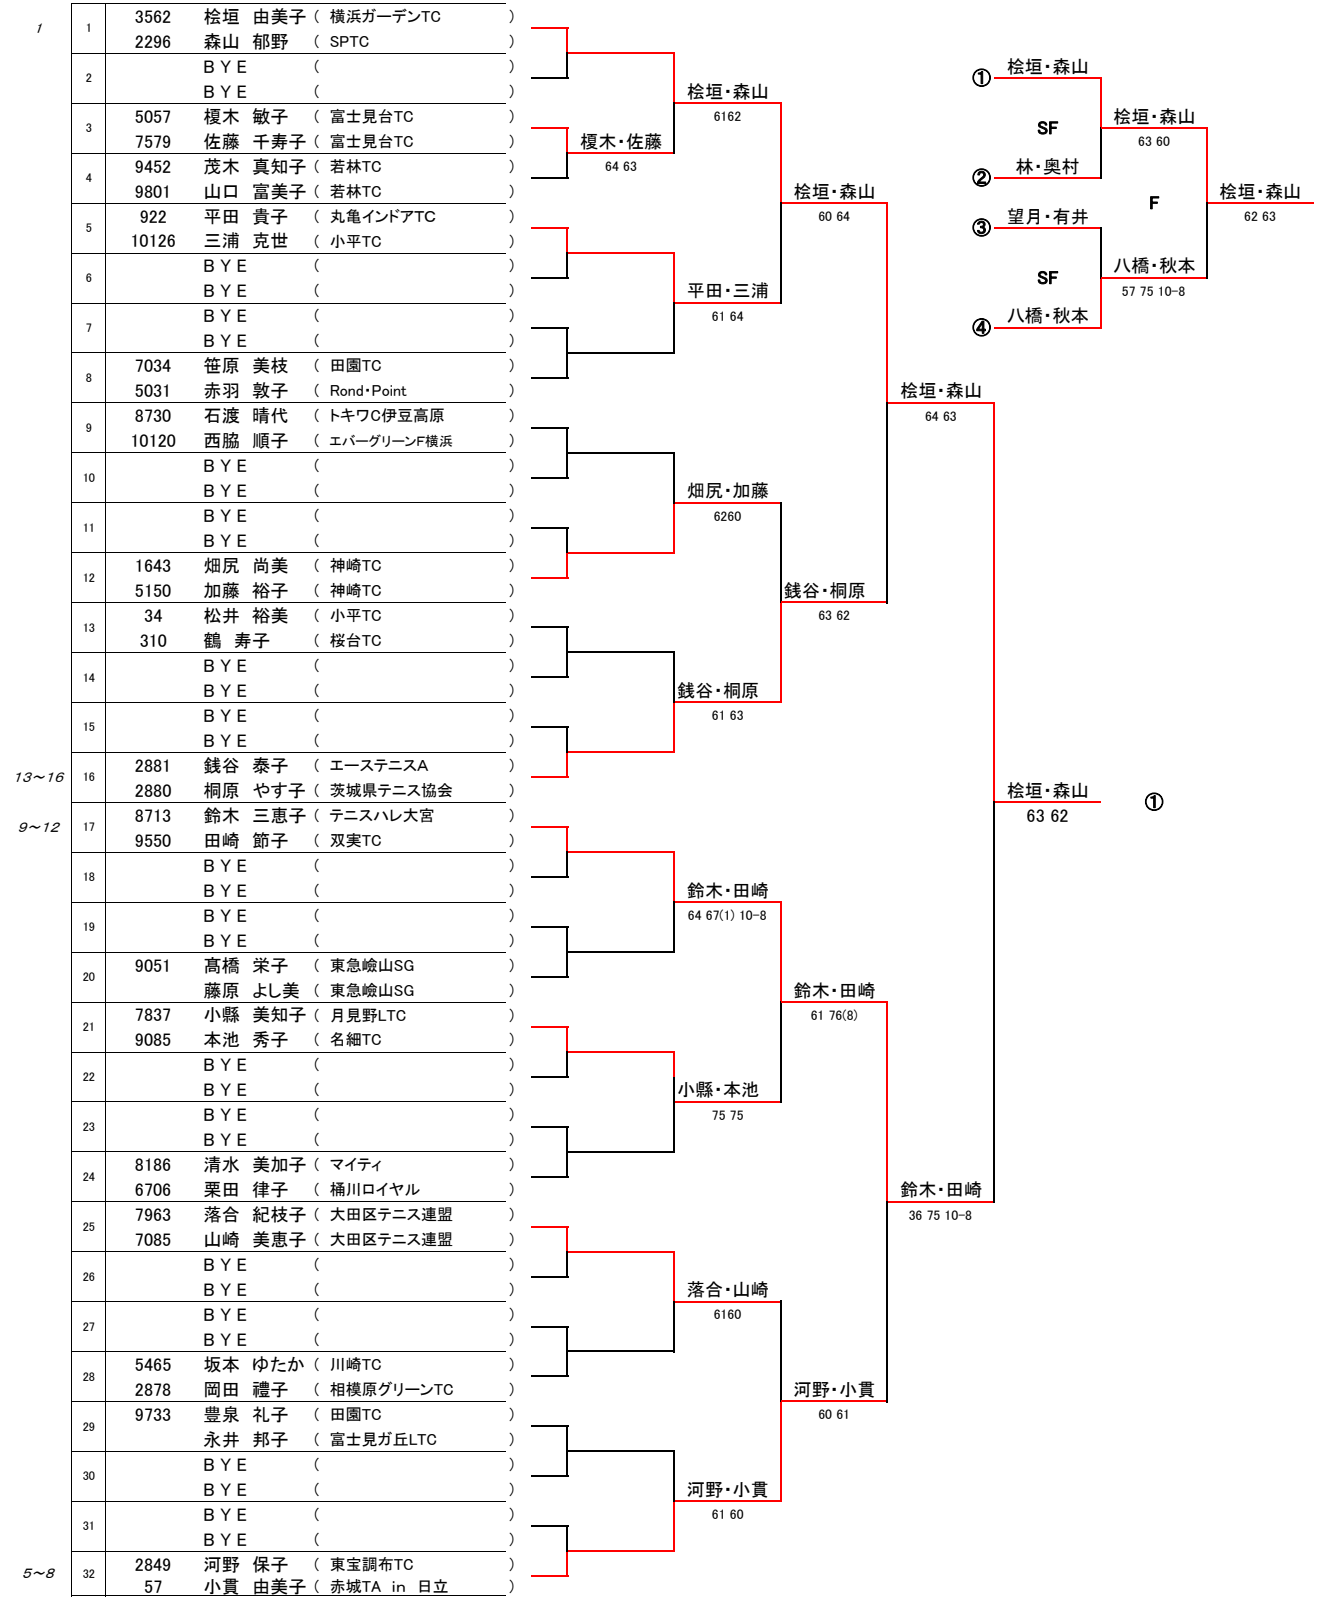 1 1 3562 桧垣 由美子 ( 横浜ガーデンTC )
2296 森山 郁野 ( SPTC )
2 BYE ( )
BYE ( )
3 5057 榎木 敏子 ( 富士見台TC )
7579 佐藤 千寿子 ( 富士見台TC )
4 9452 茂木 真知子 ( 若林TC )
9801 山口 富美子 ( 若林TC )
5 922 平田 貴子 ( 丸亀インドアTC )
10126 三浦 克世 ( 小平TC )
6 BYE ( )
BYE ( )
7 BYE ( )
BYE ( )
8 7034 笹原 美枝 ( 田園TC )
5031 赤羽 敦子 ( Rond・Point )
9 8730 石渡 晴代 ( トキワC伊豆高原 )
10120 西脇 順子 ( エバーグリーンF横浜 )
10 BYE ( )
BYE ( )
11 BYE ( )
BYE ( )
12 1643 畑尻 尚美 ( 神崎TC )
5150 加藤 裕子 ( 神崎TC )
13 34 松井 裕美 ( 小平TC )
310 鶴 寿子 ( 桜台TC )
14 BYE ( )
BYE ( )
15 BYE ( )
BYE ( )
13～16 16 2881 銭谷 泰子 ( エーステニスA )
2880 桐原 やす子 ( 茨城県テニス協会 )
9～12 17 8713 鈴木 三恵子 ( テニスハレ大宮 )
9550 田崎 節子 ( 双実TC )
18 BYE ( )
BYE ( )
19 BYE ( )
BYE ( )
20 9051 髙橋 栄子 ( 東急嶮山SG )
藤原 よし美 ( 東急嶮山SG )
21 7837 小縣 美知子 ( 月見野LTC )
9085 本池 秀子 ( 名細TC )
22 BYE ( )
BYE ( )
23 BYE ( )
BYE ( )
24 8186 清水 美加子 ( マイティ )
6706 栗田 律子 ( 桶川ロイヤル )
25 7963 落合 紀枝子 ( 大田区テニス連盟 )
7085 山崎 美恵子 ( 大田区テニス連盟 )
26 BYE ( )
BYE ( )
27 BYE ( )
BYE ( )
28 5465 坂本 ゆたか ( 川崎TC )
2878 岡田 禮子 ( 相模原グリーンTC )
29 9733 豊泉 礼子 ( 田園TC )
永井 邦子 ( 富士見ガ丘LTC )
30 BYE ( )
BYE ( )
31 BYE ( )
BYE ( )
5～8 32 2849 河野 保子 ( 東宝調布TC )
57 小貫 由美子 ( 赤城TA in 日立 )
榎木・佐藤
64 63
桧垣・森山
6162
平田・三浦
61 64
畑尻・加藤
6260
銭谷・桐原
61 63
鈴木・田崎
64 67(1) 10-8
小縣・本池
75 75
落合・山崎
6160
河野・小貫
61 60
桧垣・森山
60 64
銭谷・桐原
63 62
鈴木・田崎
61 76(8)
河野・小貫
60 61
桧垣・森山
64 63
鈴木・田崎
36 75 10-8
桧垣・森山
63 62
①
① 桧垣・森山
SF
② 林・奥村
③ 望月・有井
SF
④ 八橋・秋本
桧垣・森山
63 60
F
八橋・秋本
57 75 10-8
桧垣・森山
62 63